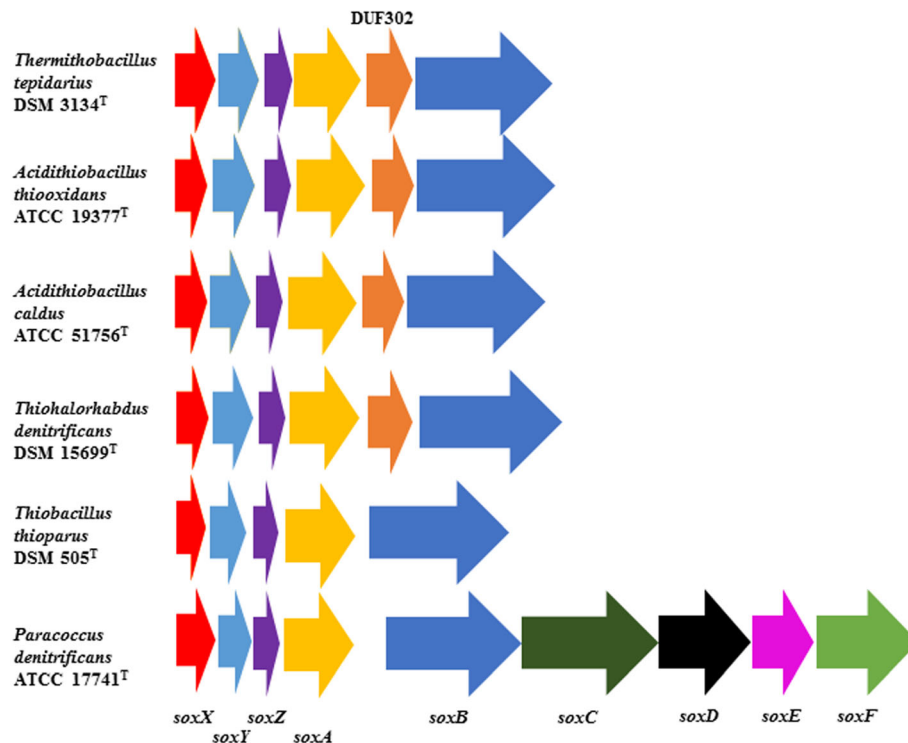 DUF302
Thermithobacillus
tepidarius
DSM 3134ᵀ
Acidithiobacillus
thiooxidans
ATCC 19377ᵀ
Acidithiobacillus
caldus
ATCC 51756ᵀ
Thiohalorhabdus
denitrificans
DSM 15699ᵀ
Thiobacillus
thioparus
DSM 505ᵀ
Paracoccus
denitrificans
ATCC 17741ᵀ
soxX soxZ soxB soxC soxD soxE soxF
soxY soxA